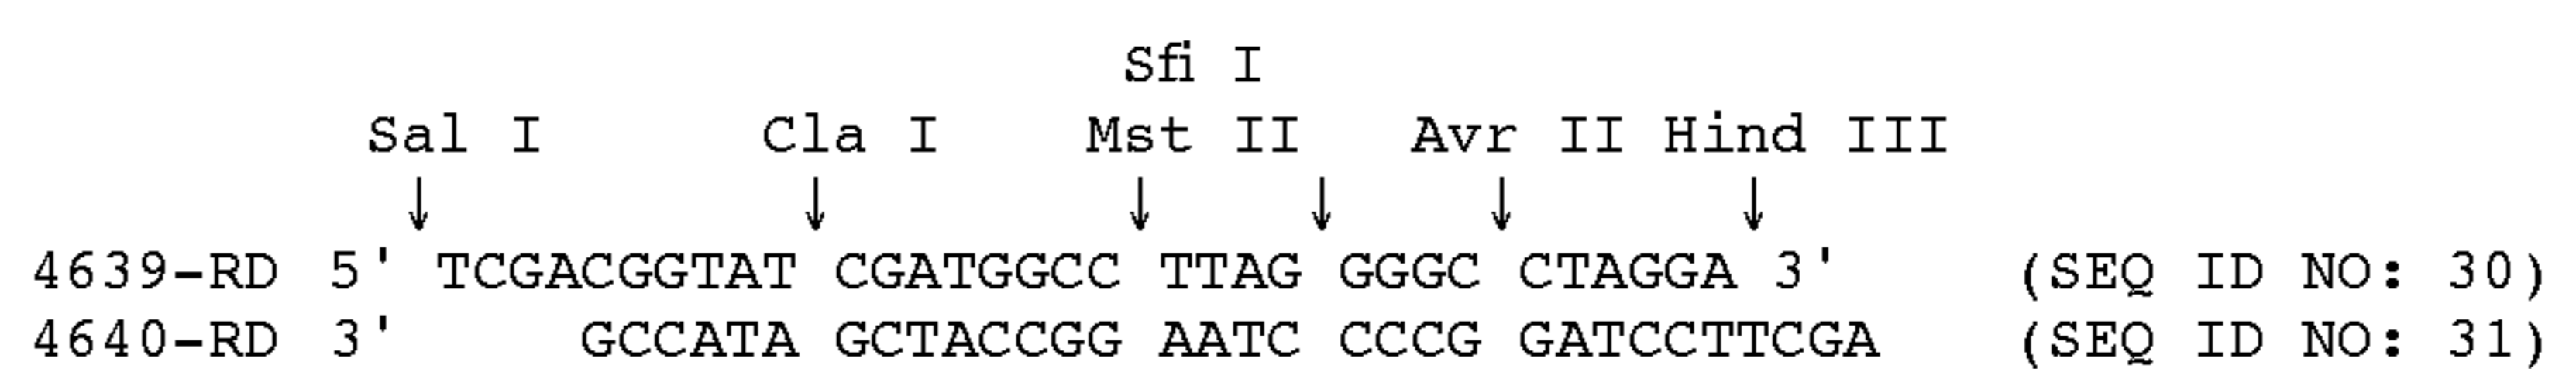 Sfi I
Sal I Cla I Mst II Avr II Hind III
↓ ↓ ↓ ↓ ↓ ↓
4639-RD 5' TCGACGGTAT CGATGGCC TTAG GGGC CTAGGA 3' (SEQ ID NO: 30)
4640-RD 3' GCCATA GCTACCGG AATC CCCG GATCCTTCGA (SEQ ID NO: 31)